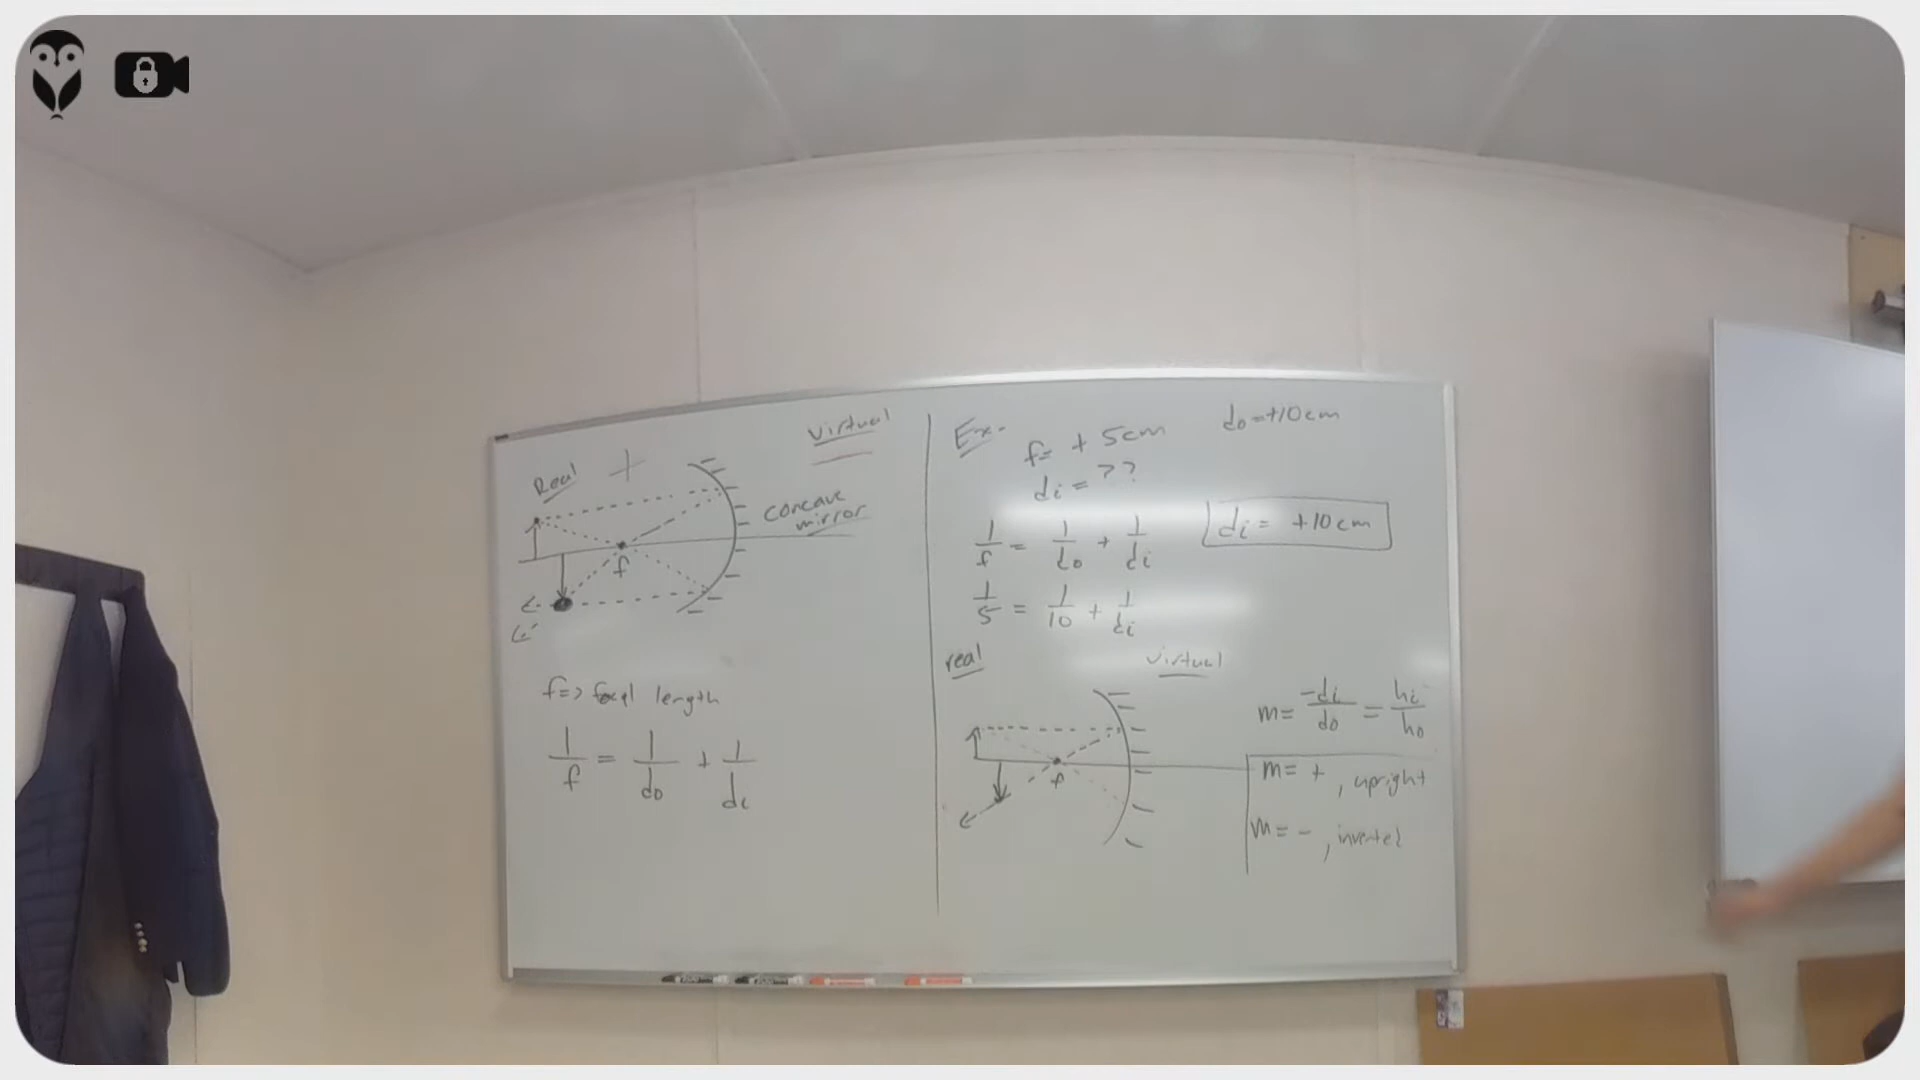 Real +
virtual
concave
mirror
f
f => focal length
1/f = 1/do + 1/di
Ex.
f= + 5cm
do=+10cm
di = ??
1/f = 1/do + 1/di
di = +10cm
1/5 = 1/10 + 1/di
real
virtual
f
m= -di/do = hi/ho
m= + , upright
m= - , inverted